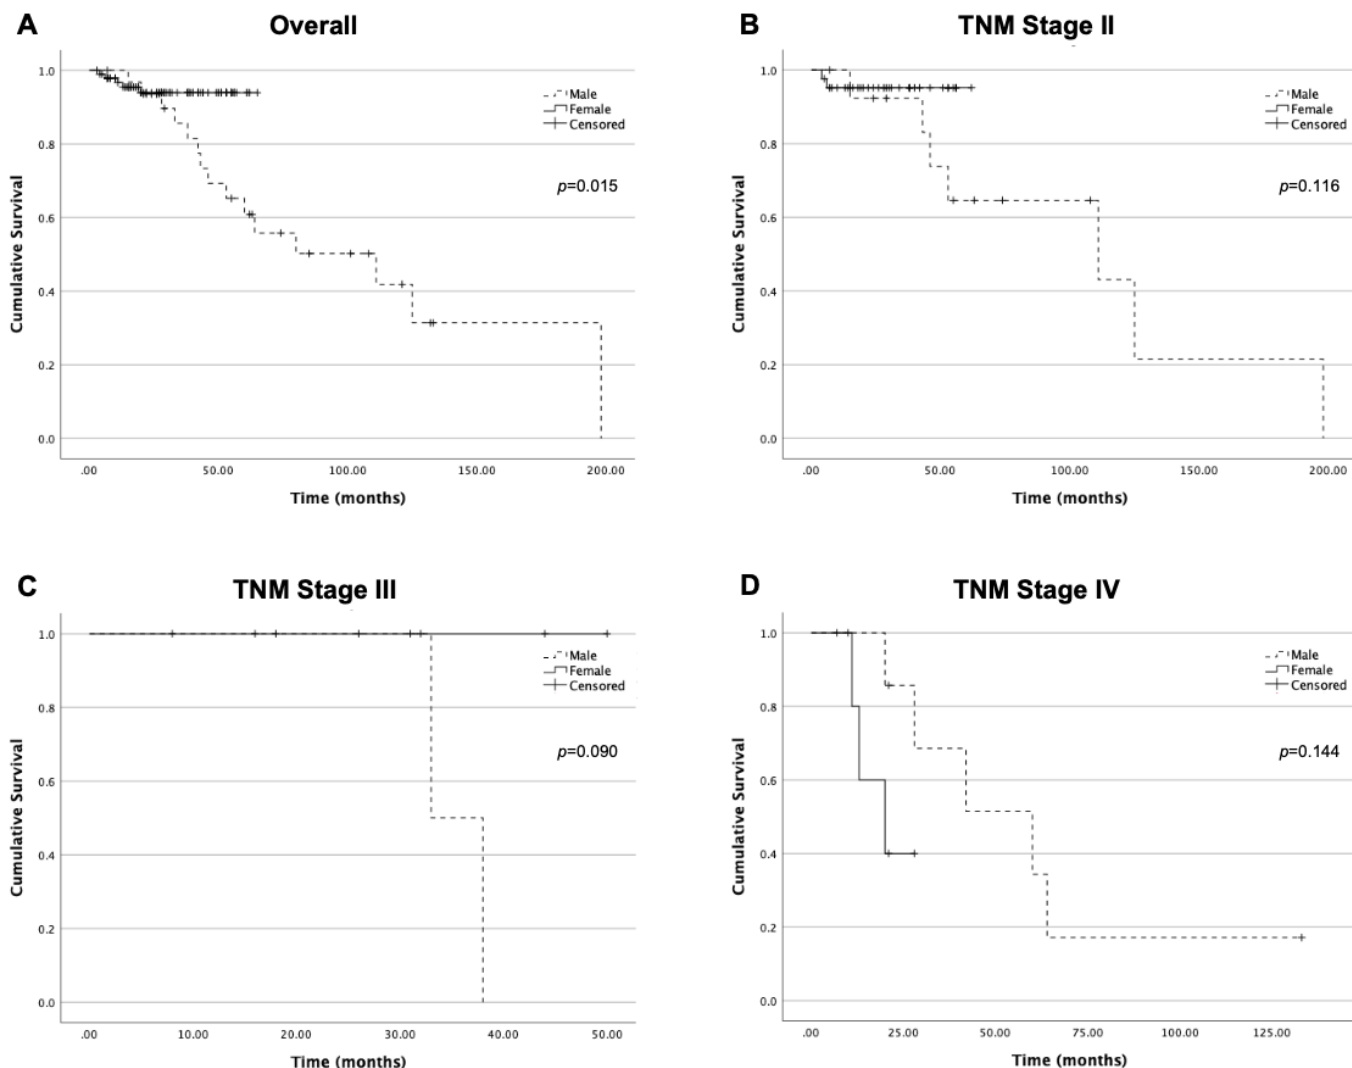 A
Overall
1.0
0.8
0.6
0.4
0.2
0.0
Cumulative Survival
Male
Female
Censored
p=0.015
.00 50.00 100.00 150.00 200.00
Time (months)
B
TNM Stage II
1.0
0.8
0.6
0.4
0.2
0.0
Cumulative Survival
Male
Female
Censored
p=0.116
.00 50.00 100.00 150.00 200.00
Time (months)
C
TNM Stage III
1.0
0.8
0.6
0.4
0.2
0.0
Cumulative Survival
Male
Female
Censored
p=0.090
.00 10.00 20.00 30.00 40.00 50.00
Time (months)
D
TNM Stage IV
1.0
0.8
0.6
0.4
0.2
0.0
Cumulative Survival
Male
Female
Censored
p=0.144
.00 25.00 50.00 75.00 100.00 125.00
Time (months)